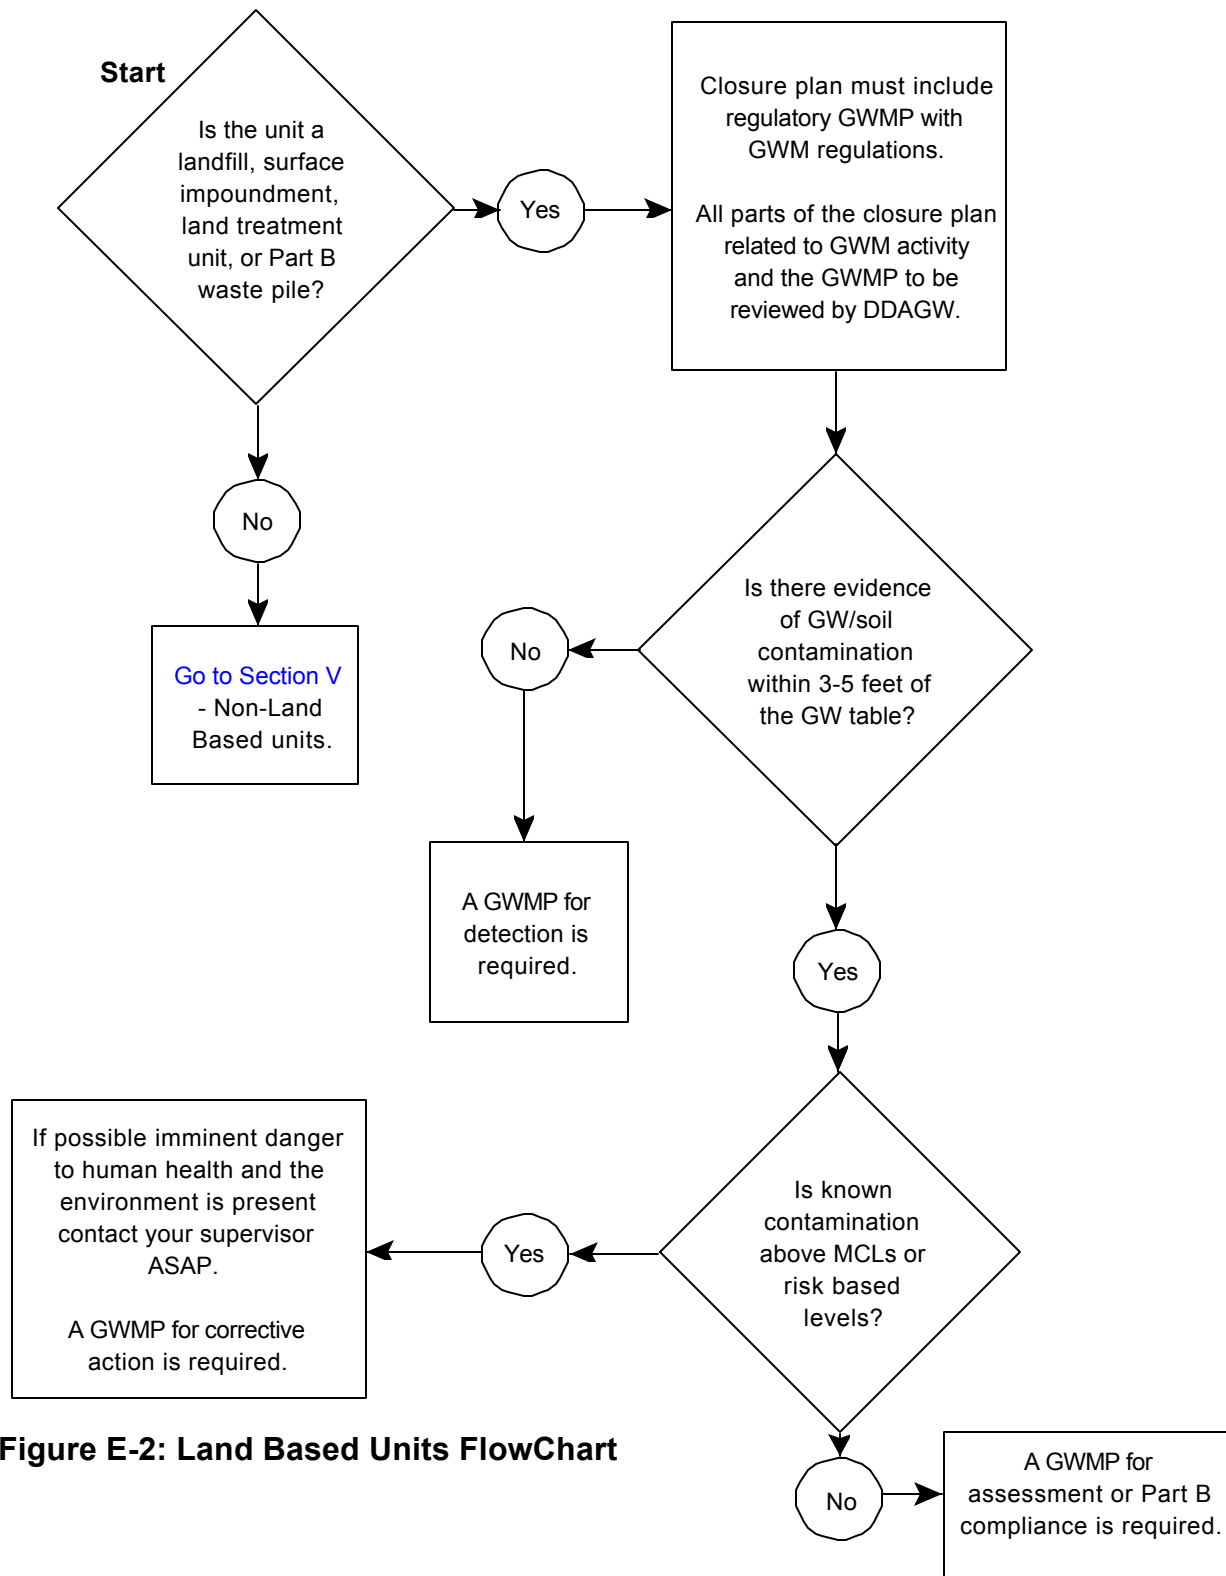 Start
Is the unit a
landfill, surface
impoundment,
land treatment
unit, or Part B
waste pile?
Yes
Closure plan must include
regulatory GWMP with
GWM regulations.
All parts of the closure plan
related to GWM activity
and the GWMP to be
reviewed by DDAGW.
No
Go to Section V
- Non-Land
Based units.
Is there evidence
of GW/soil
contamination
within 3-5 feet of
the GW table?
No
A GWMP for
detection is
required.
Yes
Is known
contamination
above MCLs or
risk based
levels?
Yes
If possible imminent danger
to human health and the
environment is present
contact your supervisor
ASAP.
A GWMP for corrective
action is required.
No
A GWMP for
assessment or Part B
compliance is required.
Figure E-2: Land Based Units FlowChart